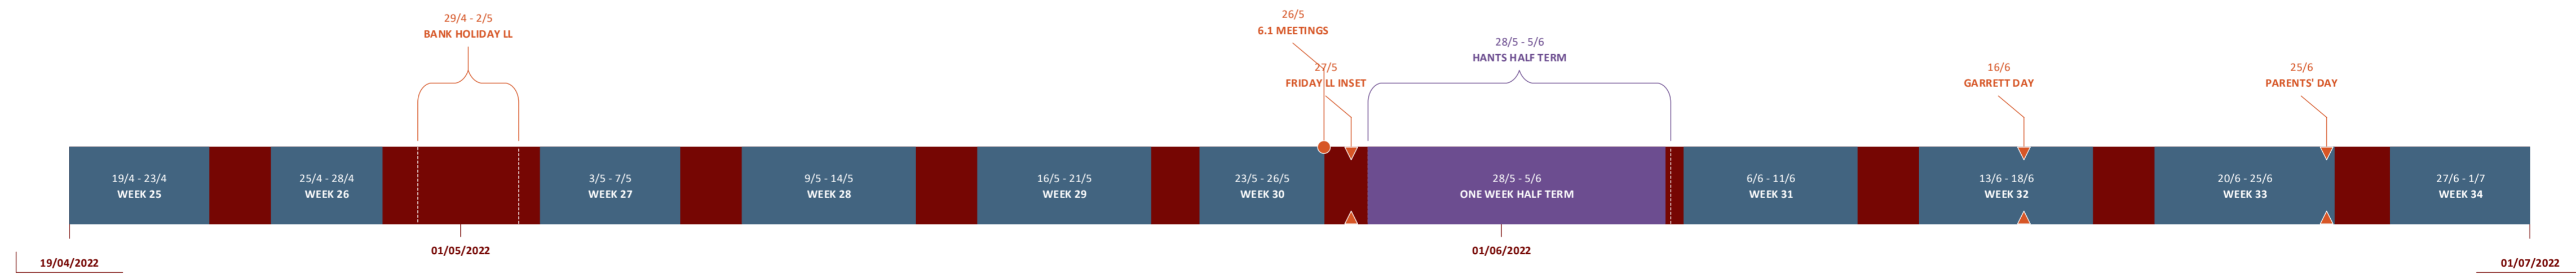 29/4 - 2/5
BANK HOLIDAY LL
26/5
6.1 MEETINGS
27/5
FRIDAY LL INSET
28/5 - 5/6
HANTS HALF TERM
16/6
GARRETT DAY
25/6
PARENTS' DAY
19/4 - 23/4
WEEK 25
25/4 - 28/4
WEEK 26
3/5 - 7/5
WEEK 27
9/5 - 14/5
WEEK 28
16/5 - 21/5
WEEK 29
23/5 - 26/5
WEEK 30
28/5 - 5/6
ONE WEEK HALF TERM
6/6 - 11/6
WEEK 31
13/6 - 18/6
WEEK 32
20/6 - 25/6
WEEK 33
27/6 - 1/7
WEEK 34
19/04/2022
01/05/2022
01/06/2022
01/07/2022